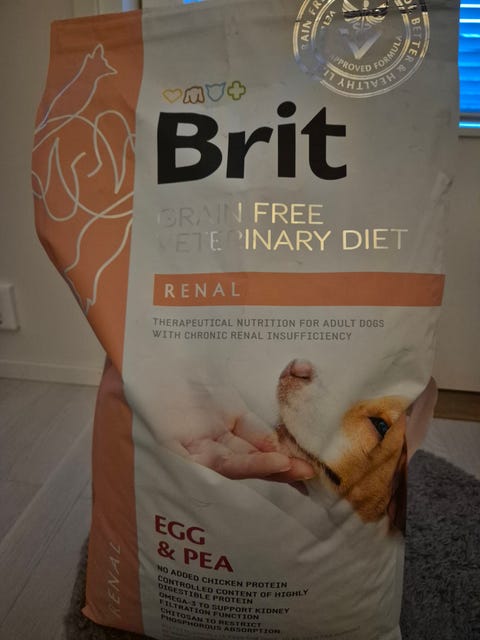 APPROVED FORMULA
Brit
GRAIN FREE
VETERINARY DIET
RENAL
THERAPEUTICAL NUTRITION FOR ADULT DOGS
WITH CHRONIC RENAL INSUFFICIENCY
EGG
& PEA
NO ADDED CHICKEN PROTEIN
CONTROLLED CONTENT OF HIGHLY
DIGESTIBLE PROTEIN
OMEGA-3 TO SUPPORT KIDNEY
FILTRATION FUNCTION
CHITOSAN TO RESTRICT
PHOSPHOROUS ABSORPTION
RENAL